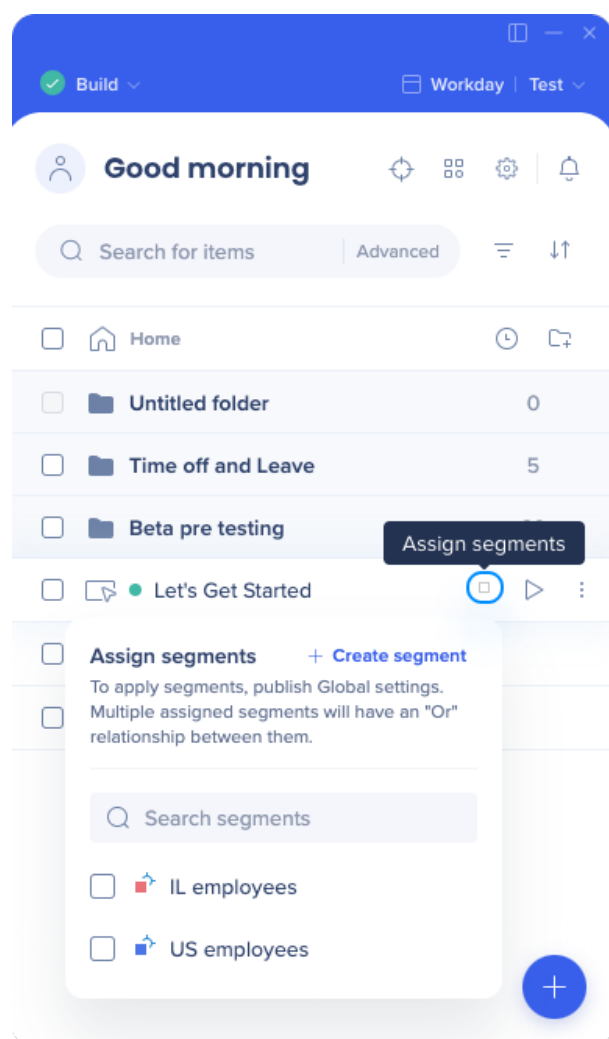 Build
Workday | Test
Good morning
Search for items
Advanced
Home
Untitled folder 0
Time off and Leave 5
Beta pre testing
Assign segments
Let's Get Started
Assign segments + Create segment
To apply segments, publish Global settings.
Multiple assigned segments will have an "Or"
relationship between them.
Search segments
IL employees
US employees